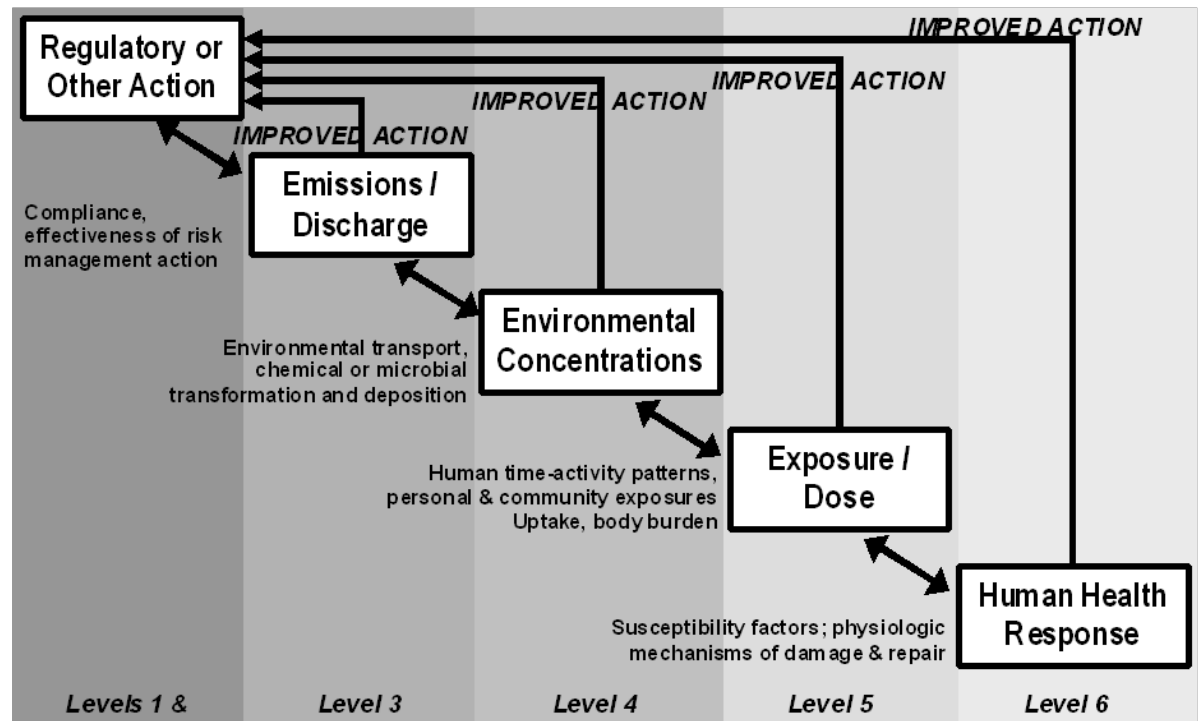 Regulatory or
Other Action
IMPROVED ACTION
IMPROVED ACTION
IMPROVED ACTION
IMPROVED ACTION
Emissions /
Discharge
Compliance,
effectiveness of risk
management action
Environmental
Concentrations
Environmental transport,
chemical or microbial
transformation and deposition
Exposure /
Dose
Human time-activity patterns,
personal & community exposures
Uptake, body burden
Human Health
Response
Susceptibility factors; physiologic
mechanisms of damage & repair
Levels 1 &
Level 3
Level 4
Level 5
Level 6